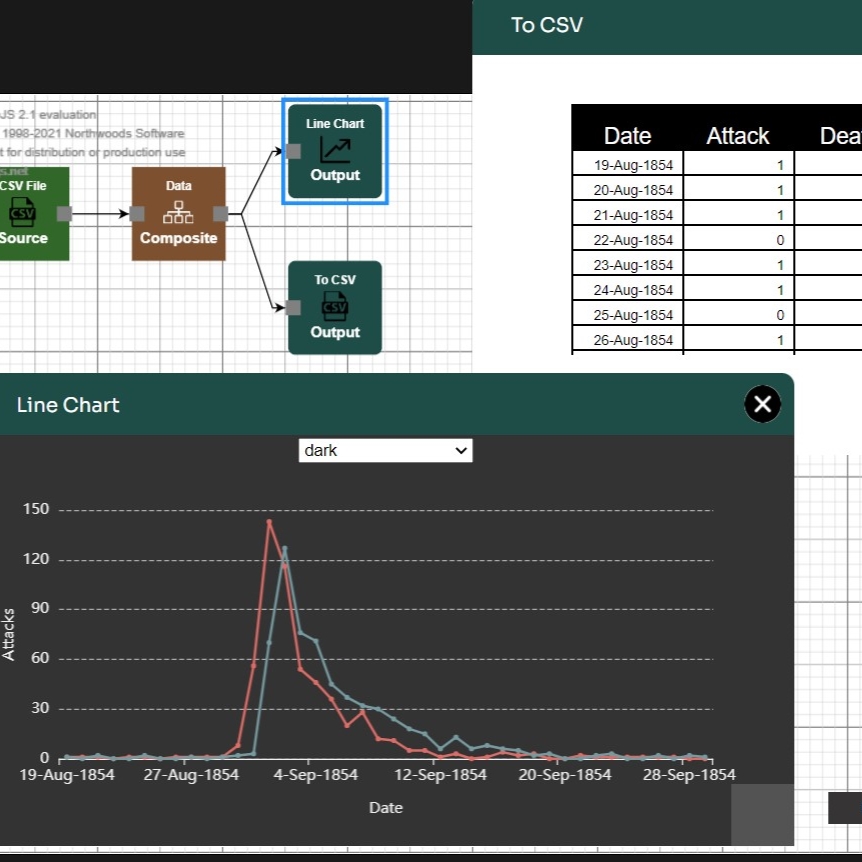 To CSV
JS 2.1 evaluation
1998-2021 Northwoods Software
t for distribution or production use
s.net
CSV File
CSV
Source
Data
Composite
Line Chart
Output
To CSV
CSV
Output
Date Attack Dea
19-Aug-1854 1
20-Aug-1854 1
21-Aug-1854 1
22-Aug-1854 0
23-Aug-1854 1
24-Aug-1854 1
25-Aug-1854 0
26-Aug-1854 1
Line Chart
dark
150
120
90
60
30
0
Attacks
19-Aug-1854 27-Aug-1854 4-Sep-1854 12-Sep-1854 20-Sep-1854 28-Sep-1854
Date